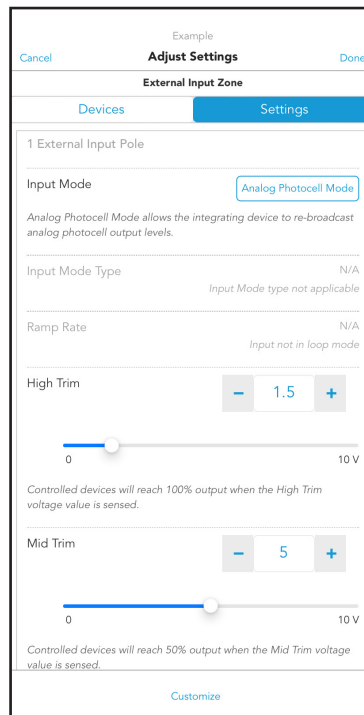 Example
Cancel Adjust Settings Done
External Input Zone
Devices Settings
1 External Input Pole
Input Mode Analog Photocell Mode
Analog Photocell Mode allows the integrating device to re-broadcast
analog photocell output levels.
Input Mode Type N/A
Input Mode type not applicable
Ramp Rate N/A
Input not in loop mode
High Trim − 1.5 +
0 10 V
Controlled devices will reach 100% output when the High Trim
voltage value is sensed.
Mid Trim − 5 +
0 10 V
Controlled devices will reach 50% output when the Mid Trim voltage
value is sensed.
Customize